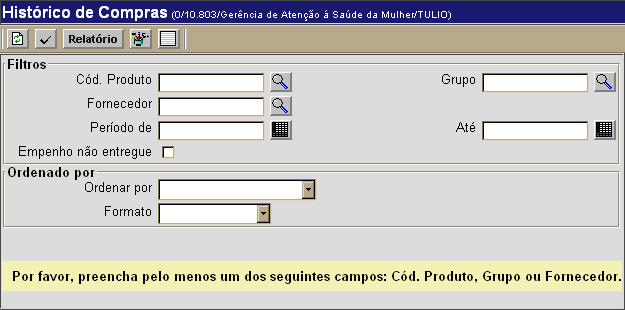 Histórico de Compras (0/10.803/Gerência de Atenção á Saúde da Mulher/TULIO)
Relatório
Filtros
Cód. Produto Grupo
Fornecedor
Período de Até
Empenho não entregue
Ordenado por
Ordenar por
Formato
Por favor, preencha pelo menos um dos seguintes campos: Cód. Produto, Grupo ou Fornecedor.